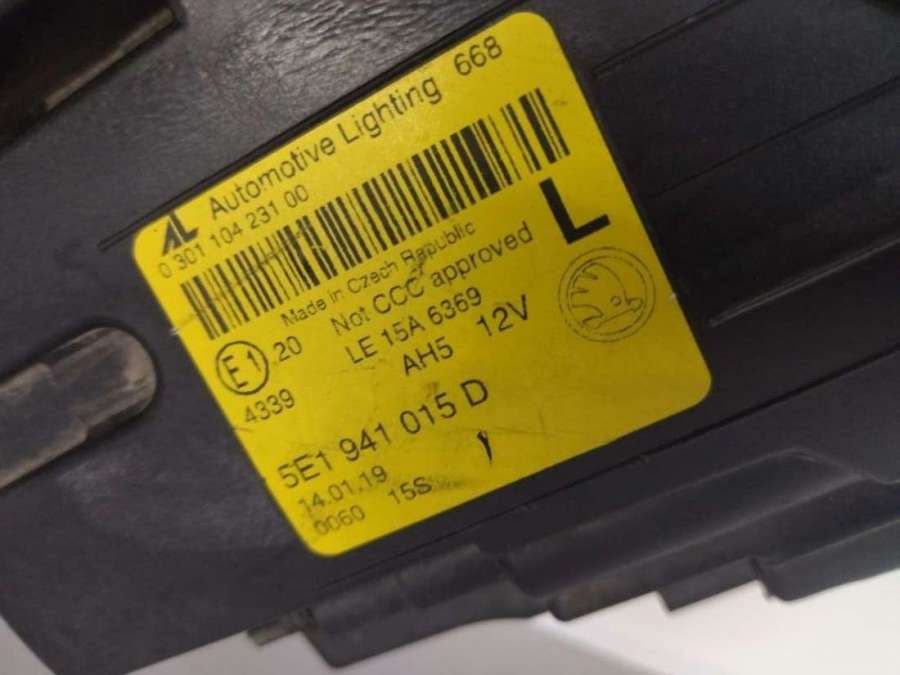 AL Automotive Lighting 668
0 301 104 231 00
L
Made in Czech Republic
Not CCC approved
E1 .20
LE 15A 6369
4339
AH5 12V
5E1 941 015 D
14.01.19
0060 15S